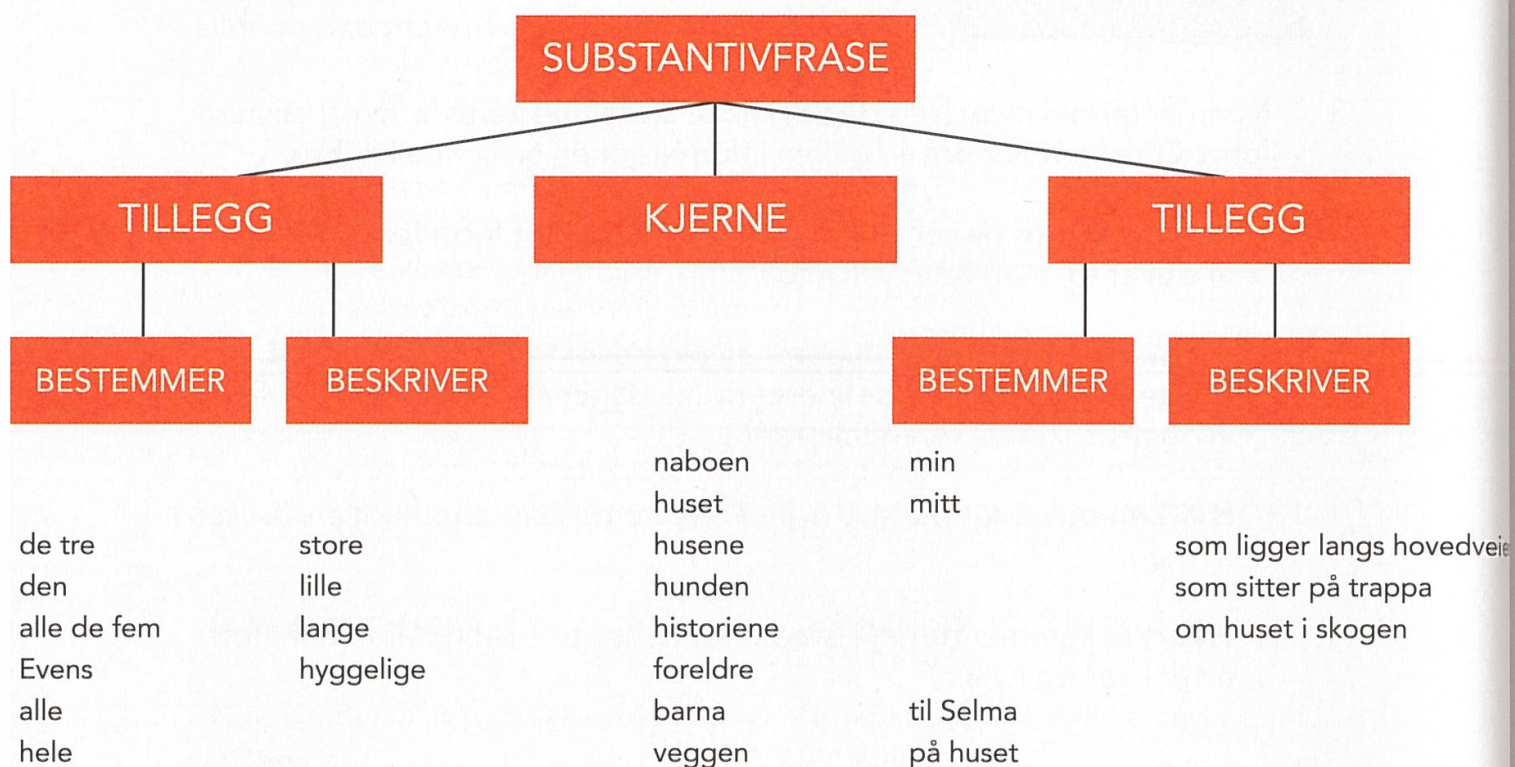 SUBSTANTIVFRASE
TILLEGG KJERNE TILLEGG
BESTEMMER BESKRIVER BESTEMMER BESKRIVER
naboen min
huset mitt
de tre store husene som ligger langs
den lille hunden som sitter på trappa
alle de fem lange historiene om huset i skogen
Evens hyggelige foreldre
alle barna til Selma
hele veggen på huset